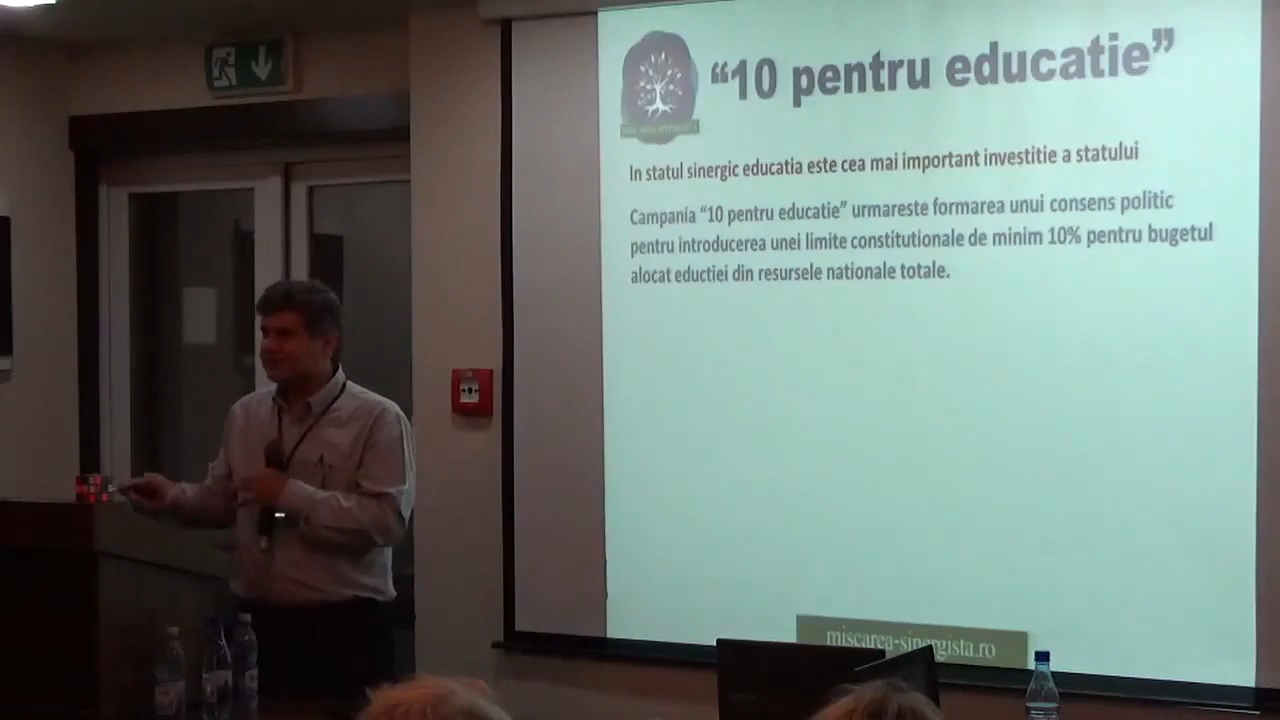 “10 pentru educatie”
In statul sinergic educatia este cea mai important investitie a statului
Campania “10 pentru educatie” urmareste formarea unui consens politic
pentru introducerea unei limite constitutionale de minim 10% pentru bugetul
alocat eductiei din resursele nationale totale.
miscarea-sinergista.ro